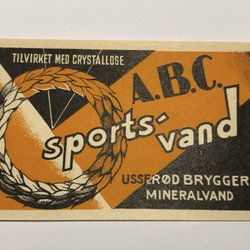 TILVIRKET MED CRYSTALLOSE
A.B.C.
sports-
vand
USSERØD BRYGGERI
MINERALVAND